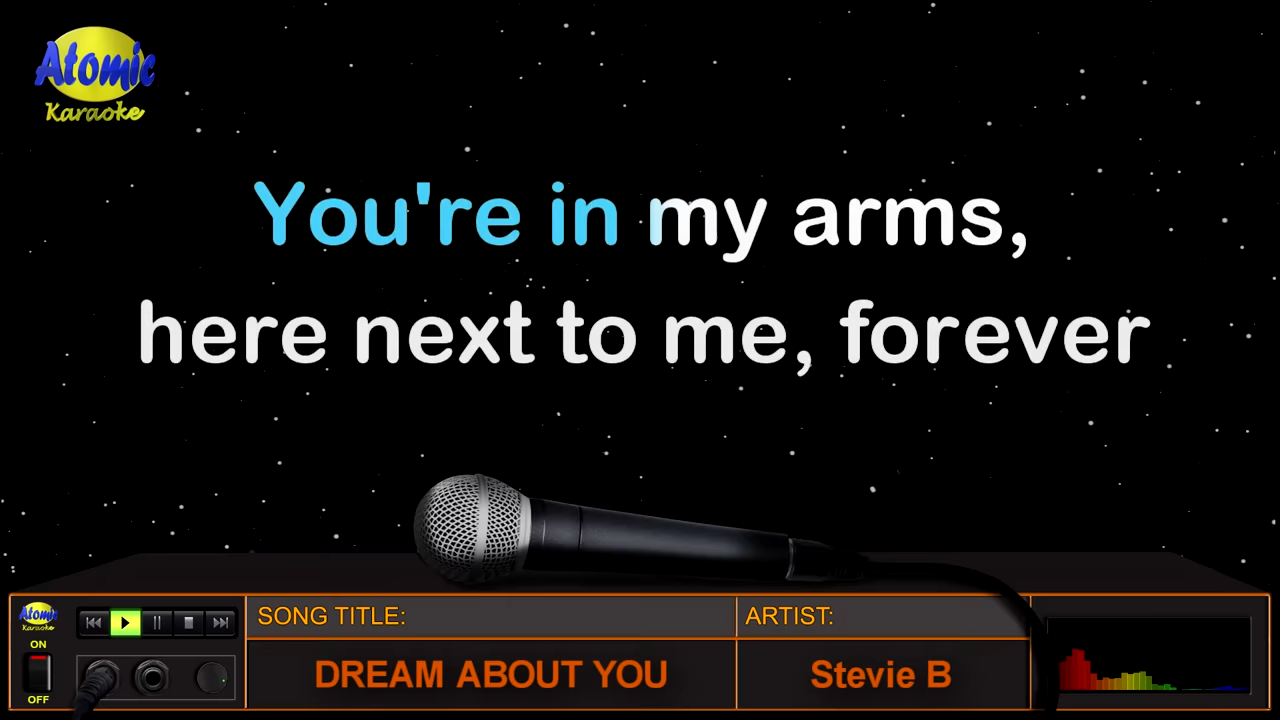 Atomic
Karaoke
You're in my arms,
here next to me, forever
Atomic
Karaoke
ON
OFF
SONG TITLE:
ARTIST:
DREAM ABOUT YOU
Stevie B